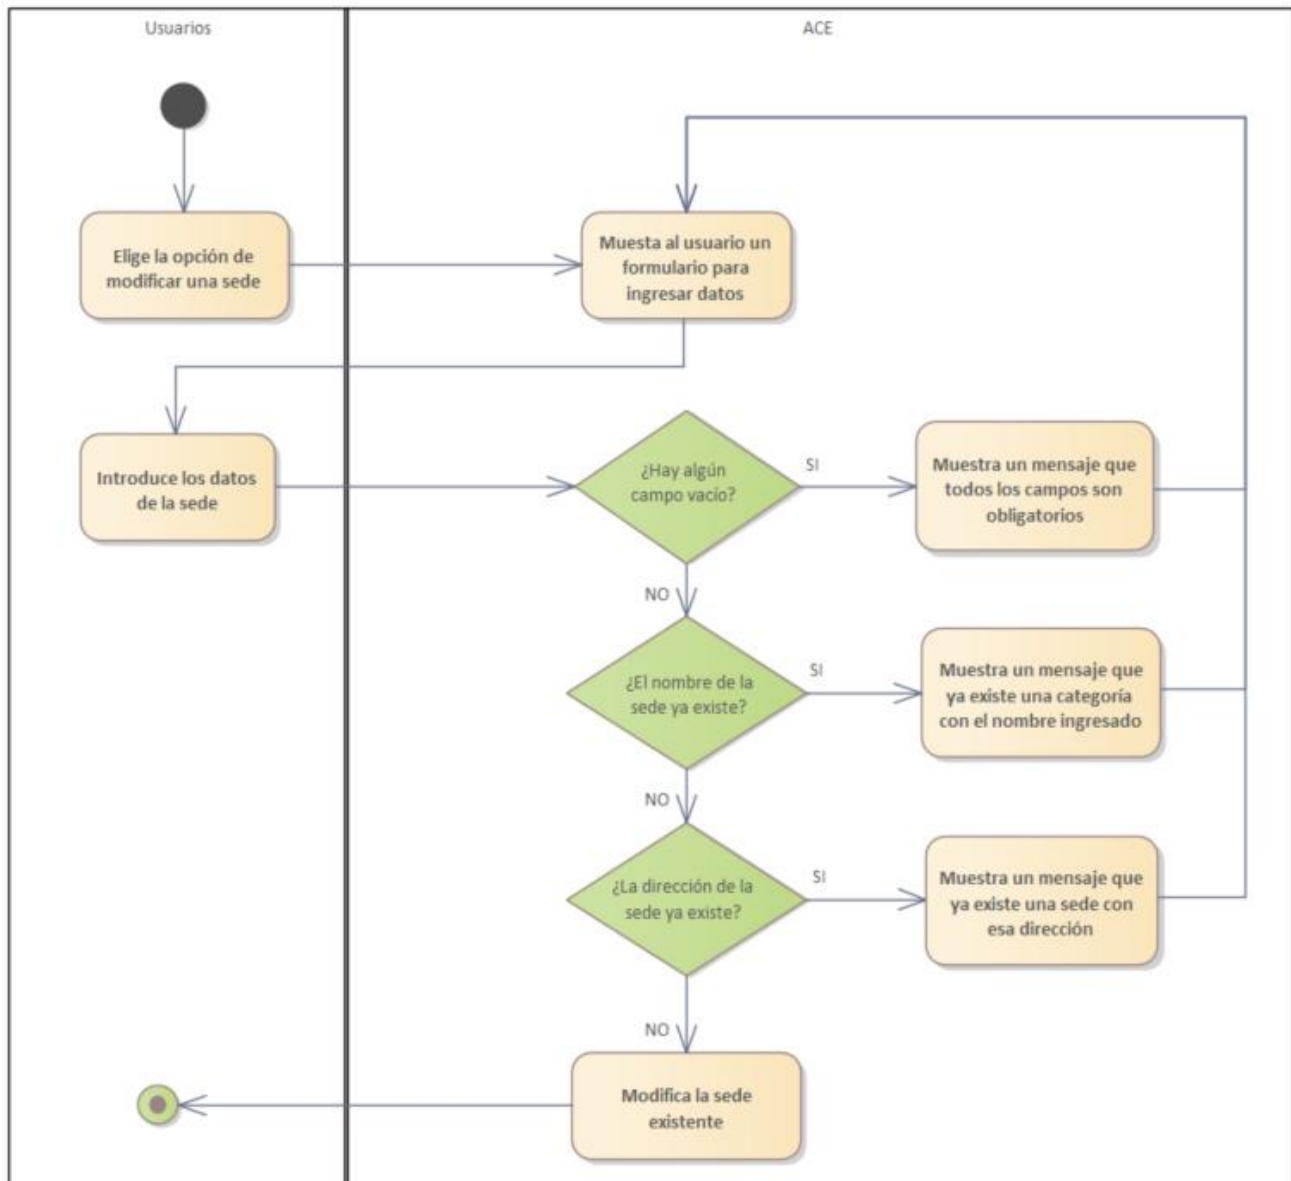 Usuarios
ACE
Elige la opción de
modificar una sede
Muesta al usuario un
formulario para
ingresar datos
Introduce los datos
de la sede
¿Hay algún
campo vacío?
SI
Muestra un mensaje que
todos los campos son
obligatorios
NO
¿El nombre de la
sede ya existe?
SI
Muestra un mensaje que
ya existe una categoría
con el nombre ingresado
NO
¿La dirección de la
sede ya existe?
SI
Muestra un mensaje que
ya existe una sede con
esa dirección
NO
Modifica la sede
existente